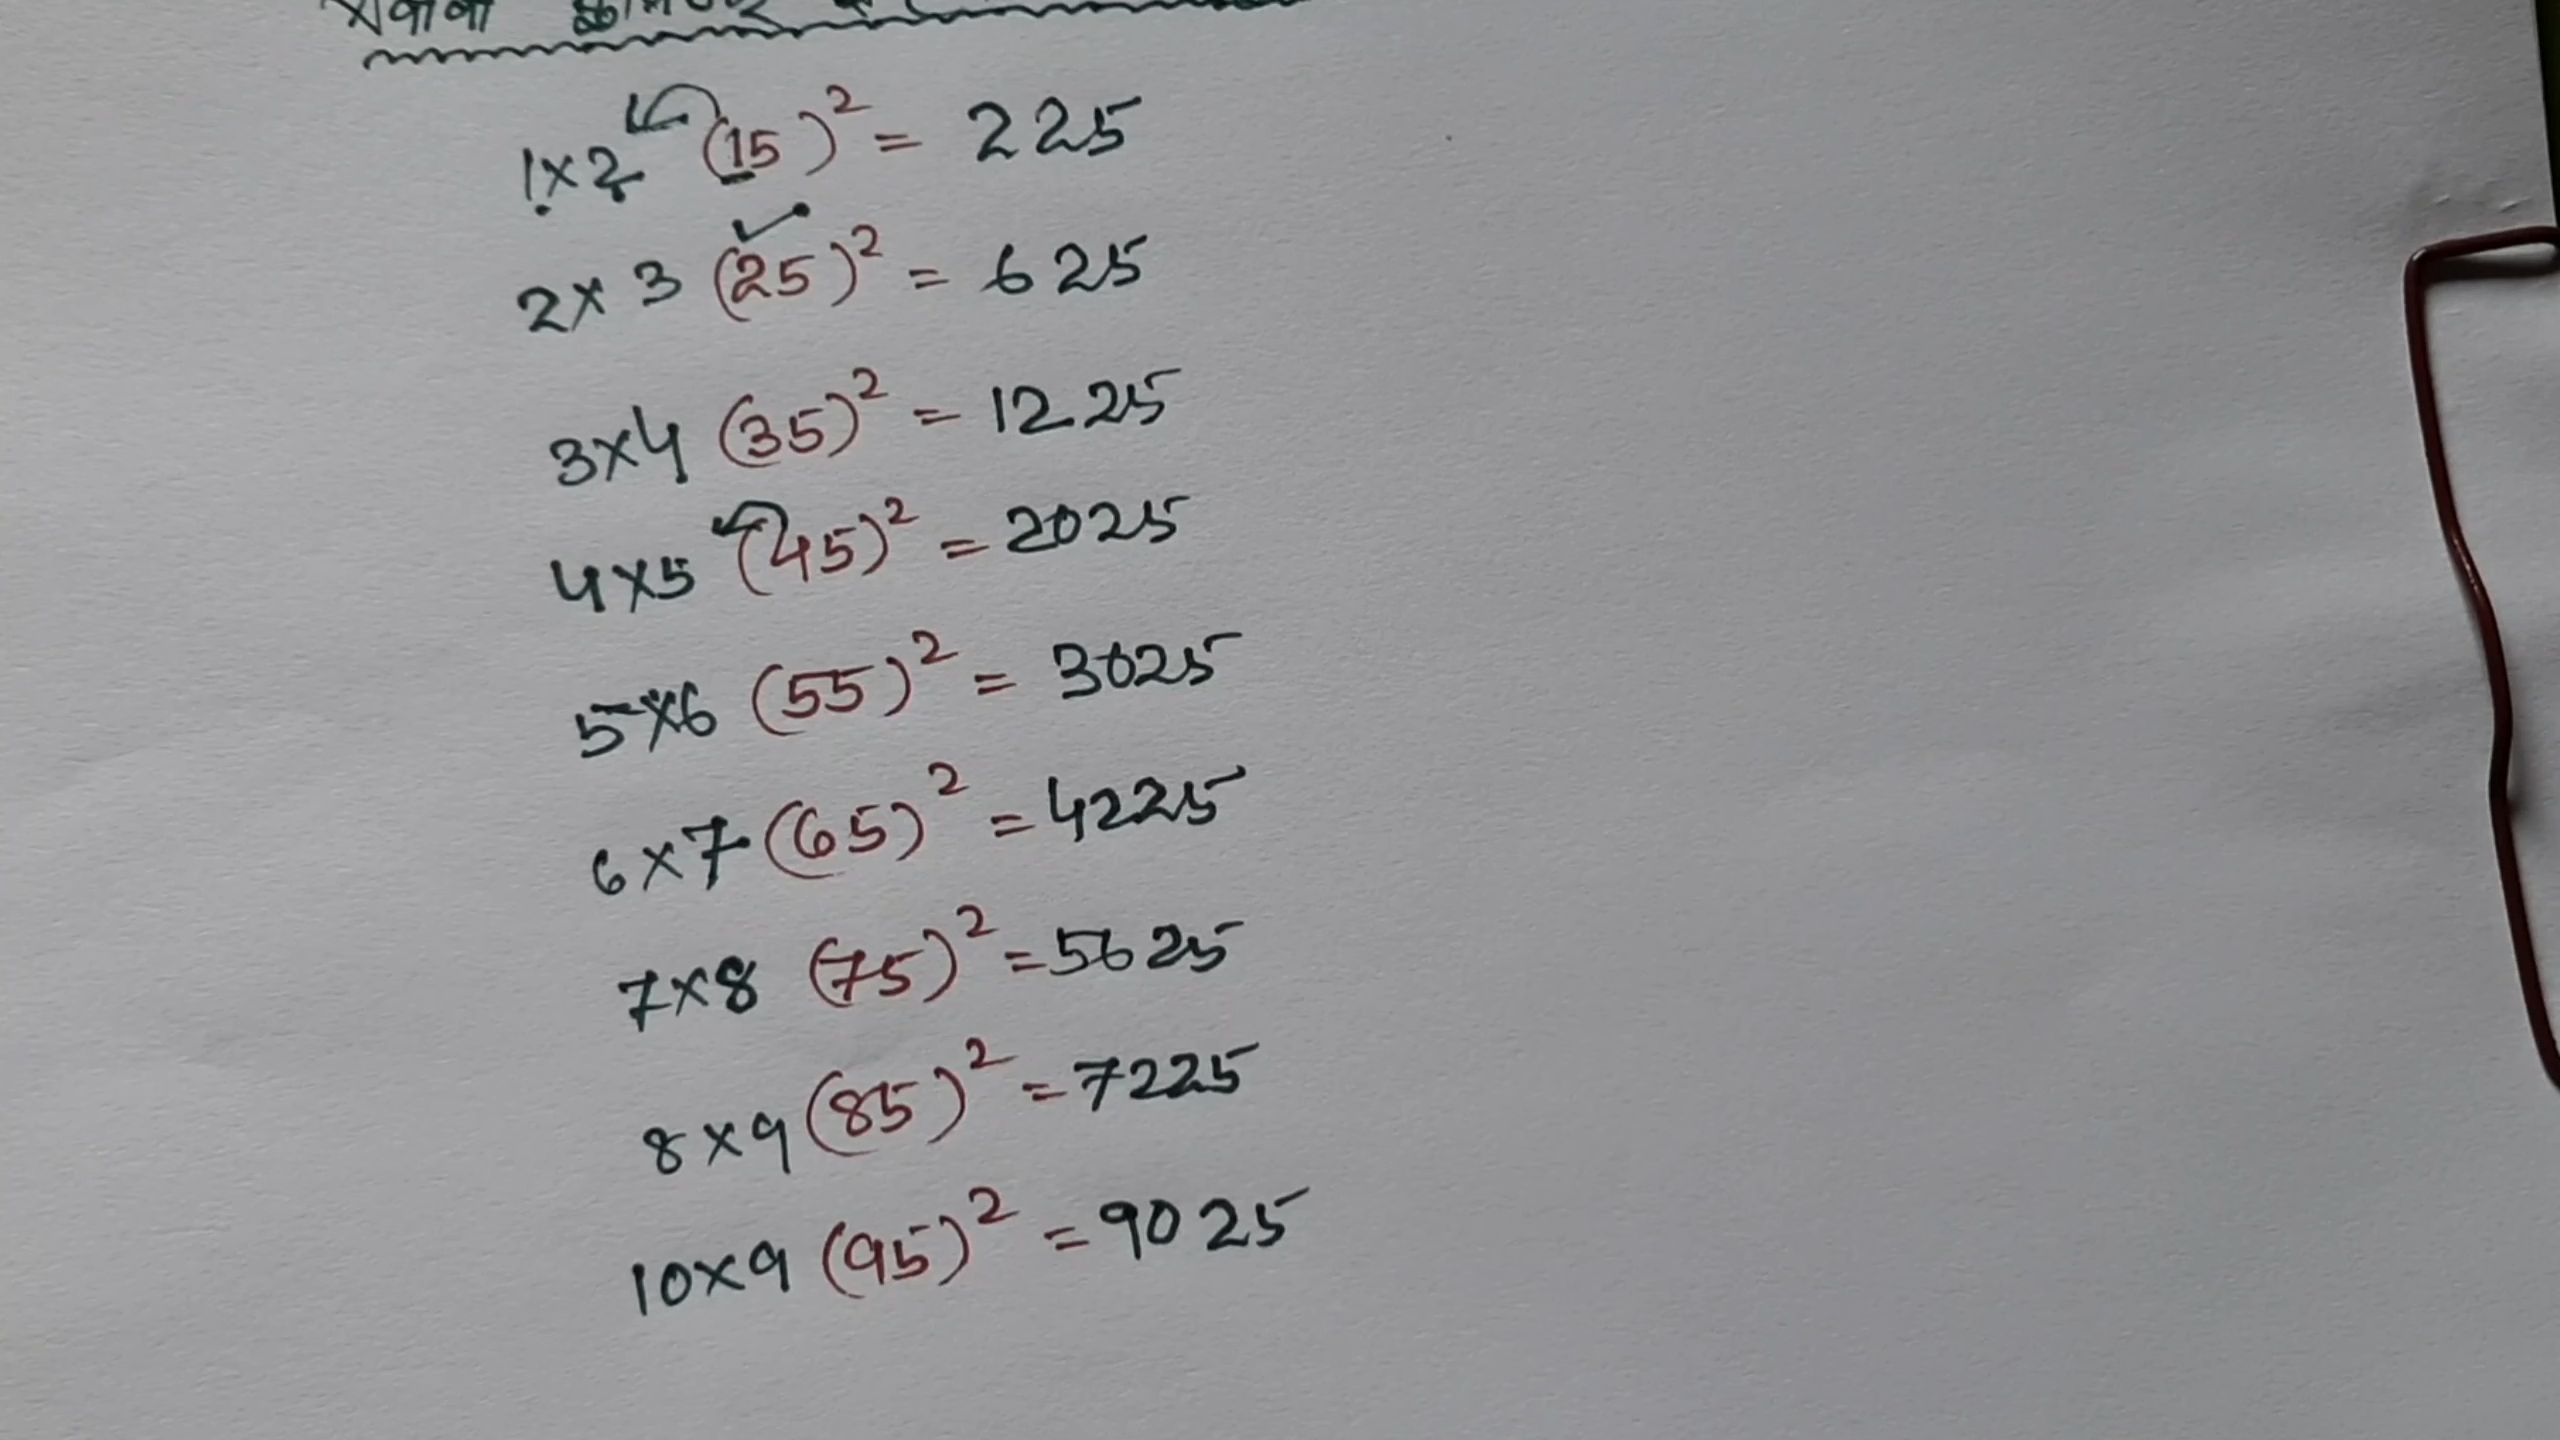 1×2 (15)² = 225
2×3 (25)² = 625
3×4 (35)² = 1225
4×5 (45)² = 2025
5×6 (55)² = 3025
6×7 (65)² = 4225
7×8 (75)² = 5625
8×9 (85)² = 7225
10×9 (95)² = 9025